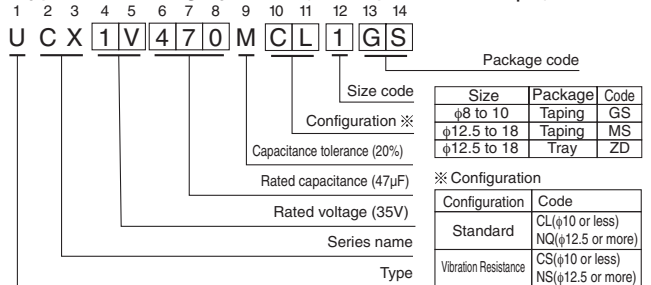 1 2 3 4 5 6 7 8 9 10 11 12 13 14
U C X 1 V 4 7 0 M C L 1 G S
Package code
Size code
Configuration ※
Capacitance tolerance (20%)
Rated capacitance (47µF)
Rated voltage (35V)
Series name
Type
Size Package Code
ϕ8 to 10 Taping GS
ϕ12.5 to 18 Taping MS
ϕ12.5 to 18 Tray ZD
※ Configuration
Configuration Code
Standard CL(ϕ10 or less)
NQ(ϕ12.5 or more)
Vibration Resistance CS(ϕ10 or less)
NS(ϕ12.5 or more)